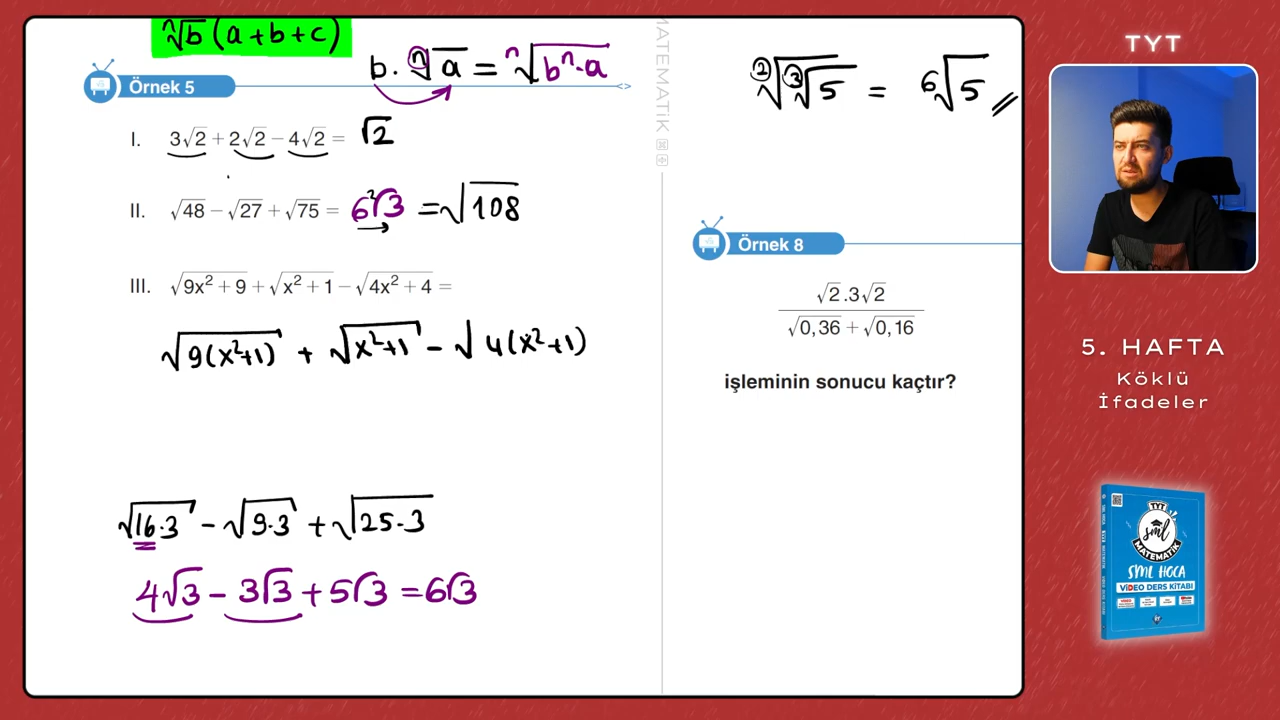 ⁿ√b (a+b+c)
b. ⁿ√a = ⁿ√bⁿ·a
Örnek 5
I. 3√2 + 2√2 − 4√2 = √2
II. √48 − √27 + √75 = 6²√3 = √108
III. √9x² + 9 + √x² + 1 − √4x² + 4 =
√9(x²+1) + √x²+1 − √4(x²+1)
√16·3 − √9·3 + √25·3
4√3 − 3√3 + 5√3 = 6√3
MATEMATİK
²√³√5 = ⁶√5
Örnek 8
√2 . 3√2
√0,36 + √0,16
işleminin sonucu kaçtır?
TYT
5. HAFTA
Köklü
İfadeler
TYT
sml
MATEMATİK
SML HOCA
VİDEO DERS KİTABI